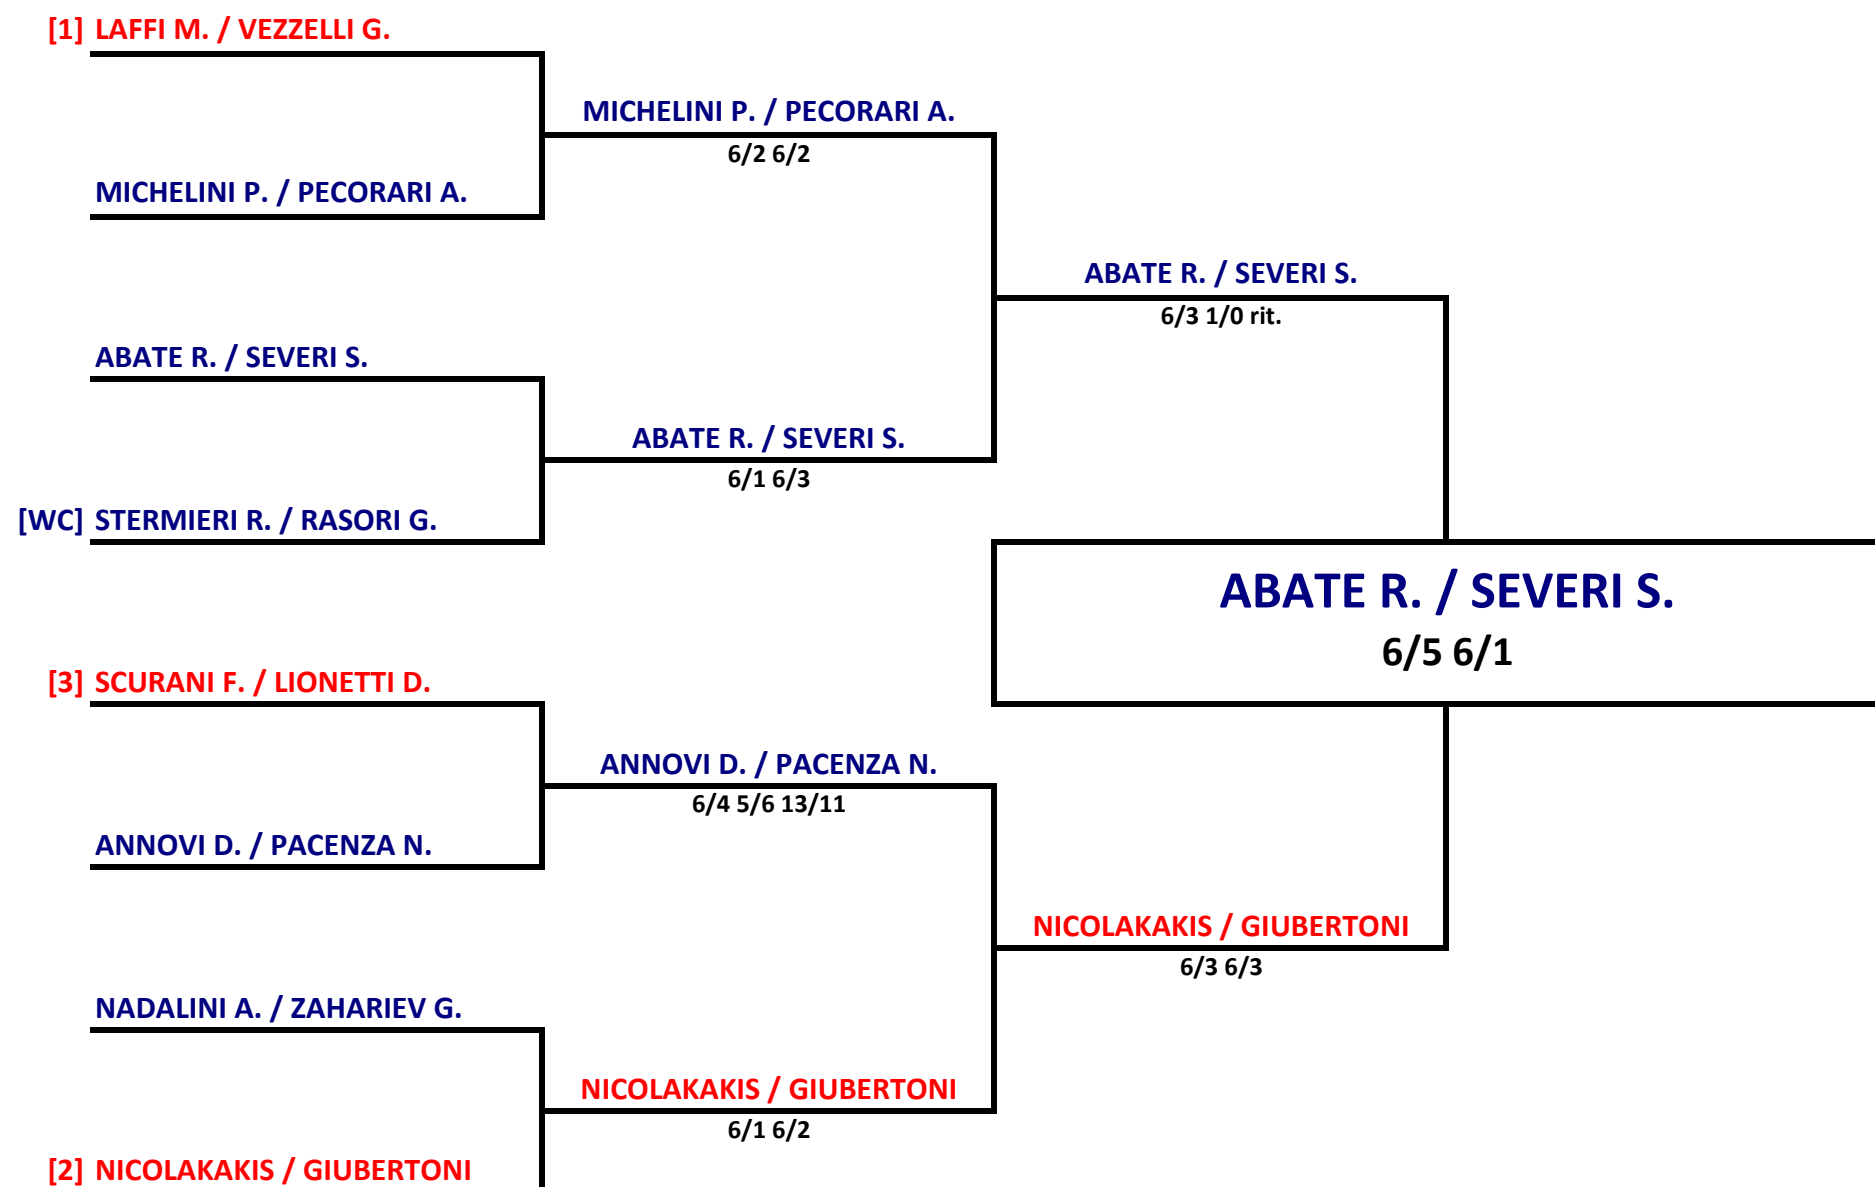 [1] LAFFI M. / VEZZELLI G.
MICHELINI P. / PECORARI A.
6/2 6/2
MICHELINI P. / PECORARI A.
ABATE R. / SEVERI S.
6/3 1/0 rit.
ABATE R. / SEVERI S.
ABATE R. / SEVERI S.
6/1 6/3
[WC] STERMIERI R. / RASORI G.
ABATE R. / SEVERI S.
6/5 6/1
[3] SCURANI F. / LIONETTI D.
ANNOVI D. / PACENZA N.
6/4 5/6 13/11
ANNOVI D. / PACENZA N.
NICOLAKAKIS / GIUBERTONI
6/3 6/3
NADALINI A. / ZAHARIEV G.
NICOLAKAKIS / GIUBERTONI
6/1 6/2
[2] NICOLAKAKIS / GIUBERTONI